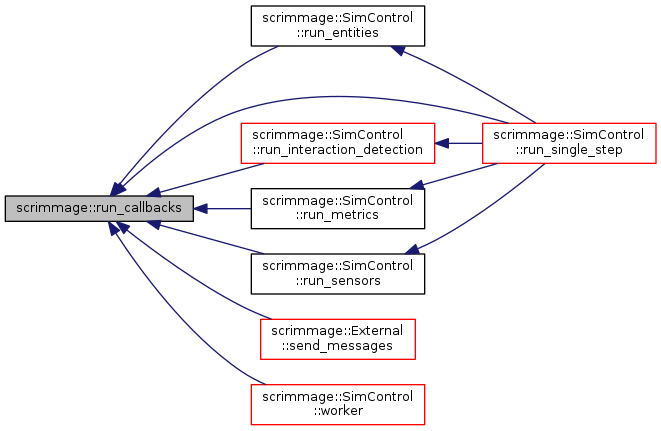 scrimmage::SimControl
::run_entities
scrimmage::SimControl
::run_interaction_detection
scrimmage::SimControl
::run_single_step
scrimmage::run_callbacks
scrimmage::SimControl
::run_metrics
scrimmage::SimControl
::run_sensors
scrimmage::External
::send_messages
scrimmage::SimControl
::worker